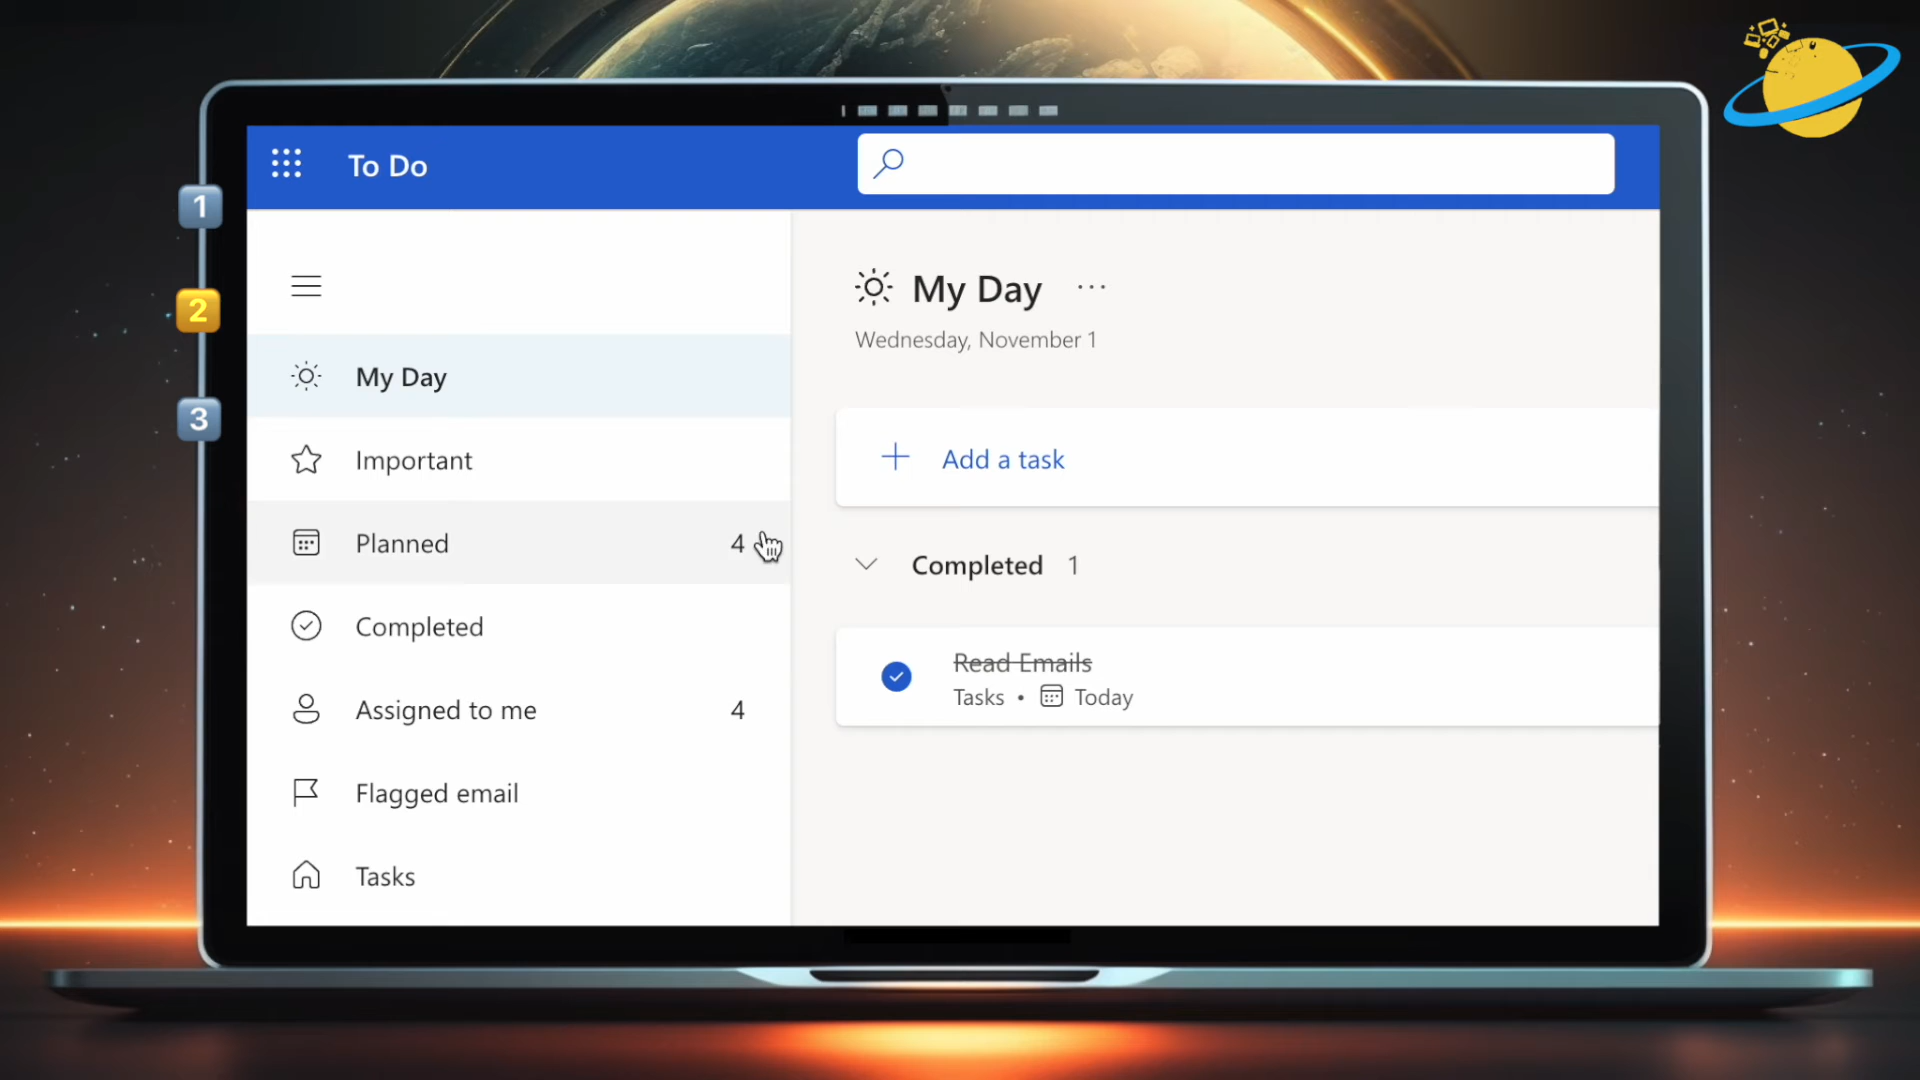 To Do
1
2
3
My Day
Important
Planned 4
Completed
Assigned to me 4
Flagged email
Tasks
My Day ...
Wednesday, November 1
Add a task
Completed 1
Read Emails
Tasks • Today